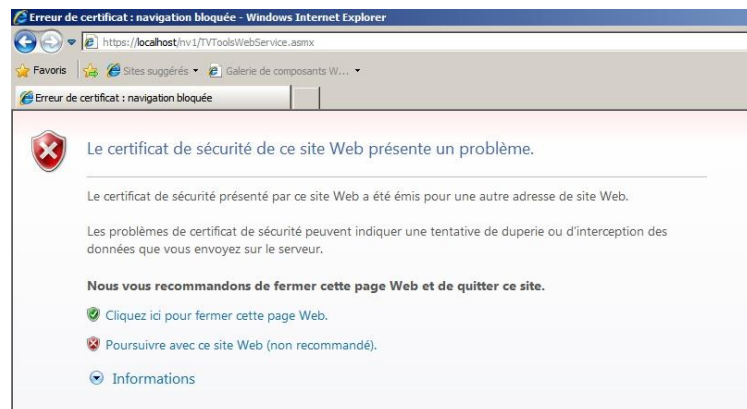 Erreur de certificat : navigation bloquée - Windows Internet Explorer
https://localhost/nv1/TVToolsWebService.asmx
Favoris Sites suggérés Galerie de composants W...
Erreur de certificat : navigation bloquée
Le certificat de sécurité de ce site Web présente un problème.
Le certificat de sécurité présenté par ce site Web a été émis pour une autre adresse de site Web.
Les problèmes de certificat de sécurité peuvent indiquer une tentative de duperie ou d'interception des
données que vous envoyez sur le serveur.
Nous vous recommandons de fermer cette page Web et de quitter ce site.
Cliquez ici pour fermer cette page Web.
Poursuivre avec ce site Web (non recommandé).
Informations